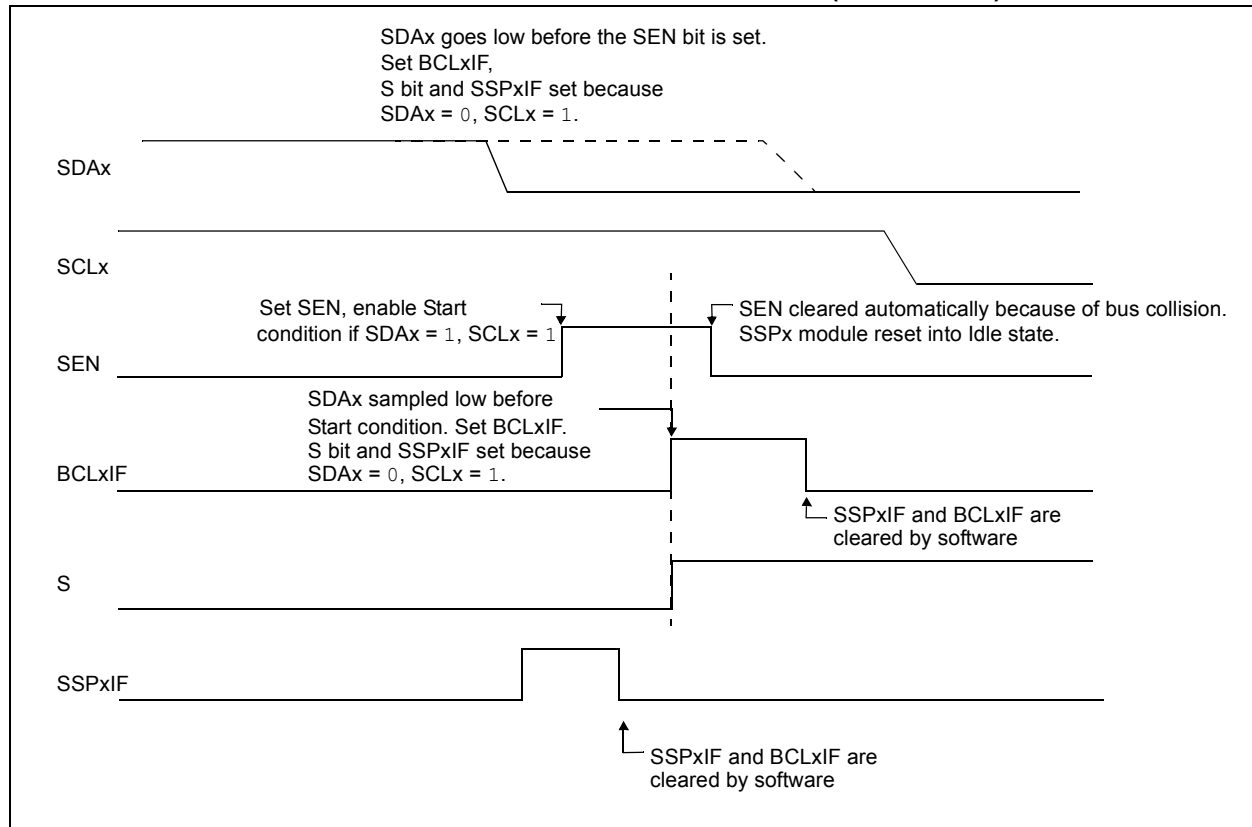 SDAx goes low before the SEN bit is set.
Set BCLxIF,
S bit and SSPxIF set because
SDAx = 0, SCLx = 1.
SDAx
SCLx
Set SEN, enable Start
condition if SDAx = 1, SCLx = 1
SEN cleared automatically because of bus collision.
SSPx module reset into Idle state.
SEN
SDAx sampled low before
Start condition. Set BCLxIF.
S bit and SSPxIF set because
SDAx = 0, SCLx = 1.
BCLxIF
SSPxIF and BCLxIF are
cleared by software
S
SSPxIF
SSPxIF and BCLxIF are
cleared by software